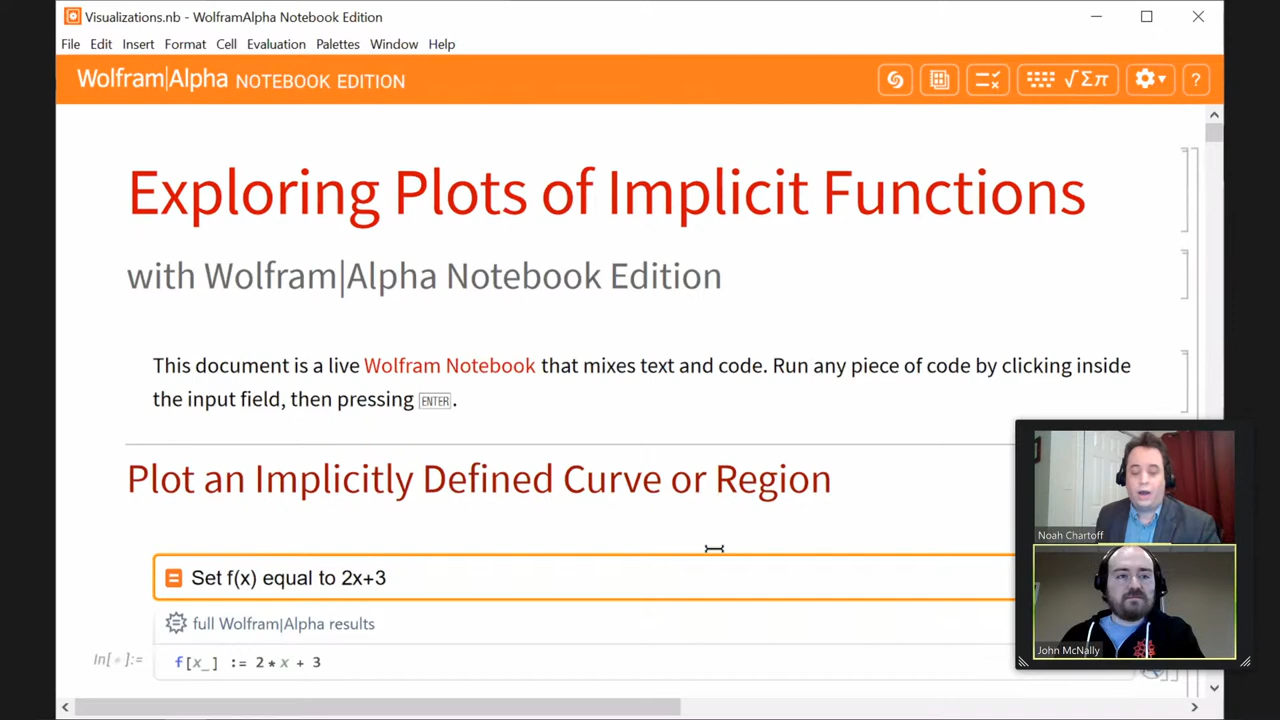 Visualizations.nb - WolframAlpha Notebook Edition
File Edit Insert Format Cell Evaluation Palettes Window Help
Wolfram|Alpha NOTEBOOK EDITION
√Σπ
?
Exploring Plots of Implicit Functions
with Wolfram|Alpha Notebook Edition
This document is a live Wolfram Notebook that mixes text and code. Run any piece of code by clicking inside
the input field, then pressing ENTER.
Plot an Implicitly Defined Curve or Region
Noah Chartoff
Set f(x) equal to 2x+3
full Wolfram|Alpha results
John McNally
In[∘]:= f[x_] := 2*x + 3